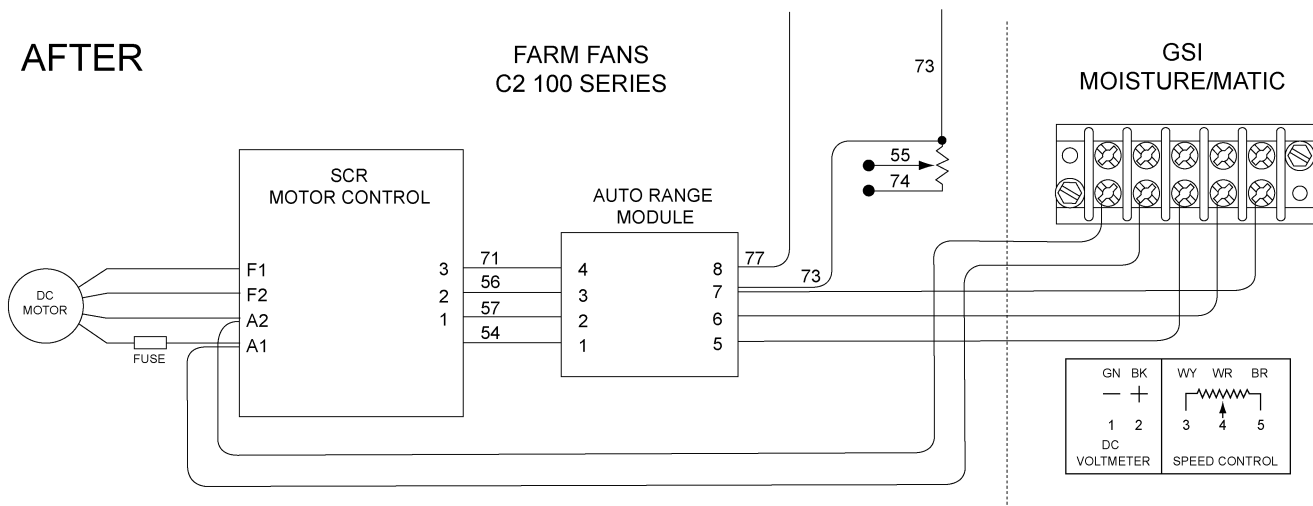 AFTER
FARM FANS
C2 100 SERIES
GSI
MOISTURE/MATIC
73
55
74
SCR
MOTOR CONTROL
AUTO RANGE
MODULE
DC
MOTOR
FUSE
F1
F2
A2
A1
3
2
1
71
56
57
54
4
3
2
1
8
7
6
5
77
73
GN BK
— +
1 2
DC
VOLTMETER
WY WR BR
3 4 5
SPEED CONTROL